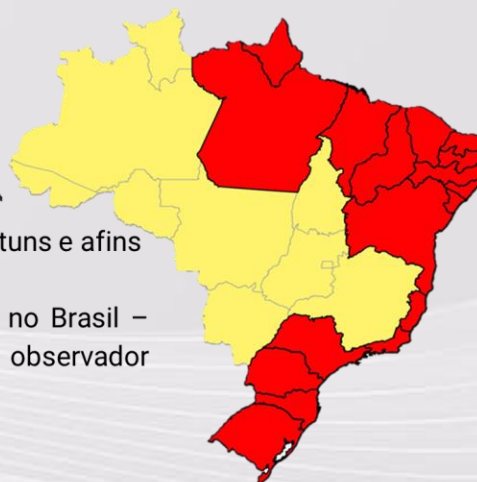 tuns e afins
no Brasil –
observador